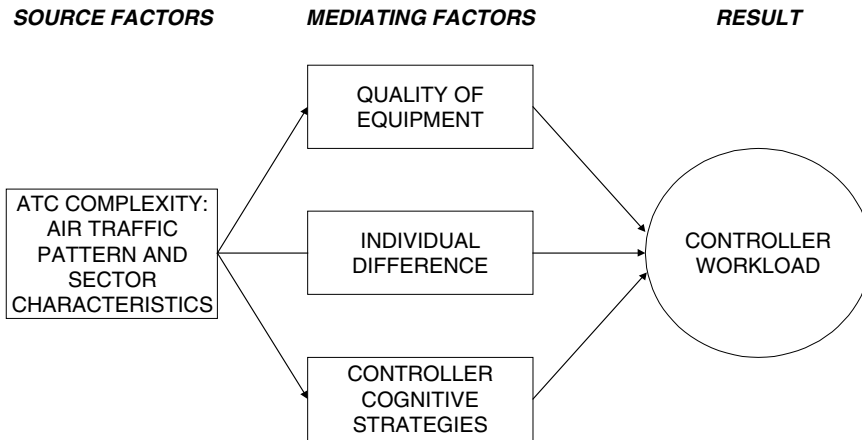 SOURCE FACTORS
MEDIATING FACTORS
RESULT
ATC COMPLEXITY:
AIR TRAFFIC
PATTERN AND
SECTOR
CHARACTERISTICS
QUALITY OF
EQUIPMENT
INDIVIDUAL
DIFFERENCE
CONTROLLER
COGNITIVE
STRATEGIES
CONTROLLER
WORKLOAD